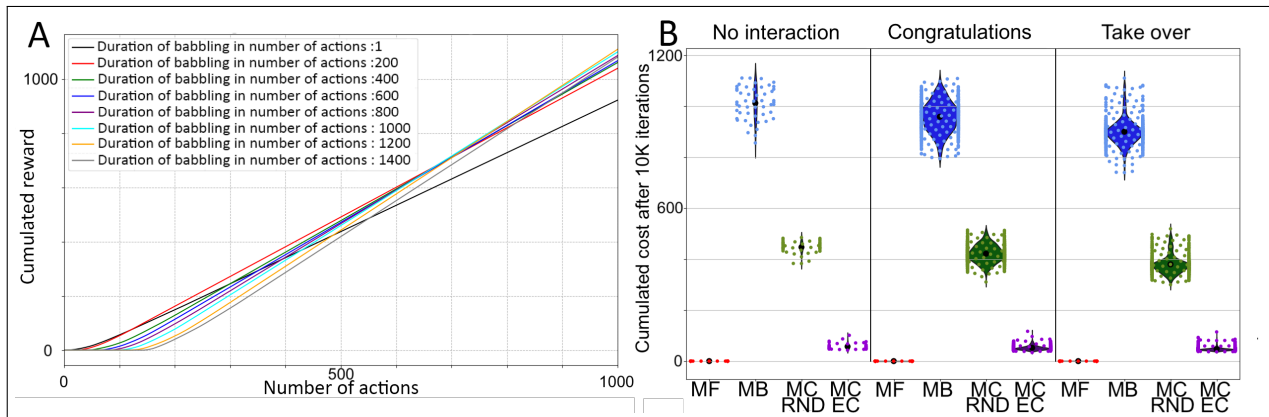 A
Duration of babbling in number of actions :1
Duration of babbling in number of actions :200
Duration of babbling in number of actions :400
Duration of babbling in number of actions :600
Duration of babbling in number of actions :800
Duration of babbling in number of actions : 1000
Duration of babbling in number of actions : 1200
Duration of babbling in number of actions : 1400
Cumulated reward
1000
0
0
500
1000
Number of actions
B
No interaction
Congratulations
Take over
Cumulated cost after 10K iterations
1200
600
0
MF MB MC MC
RND EC
MF MB MC MC
RND EC
MF MB MC MC
RND EC